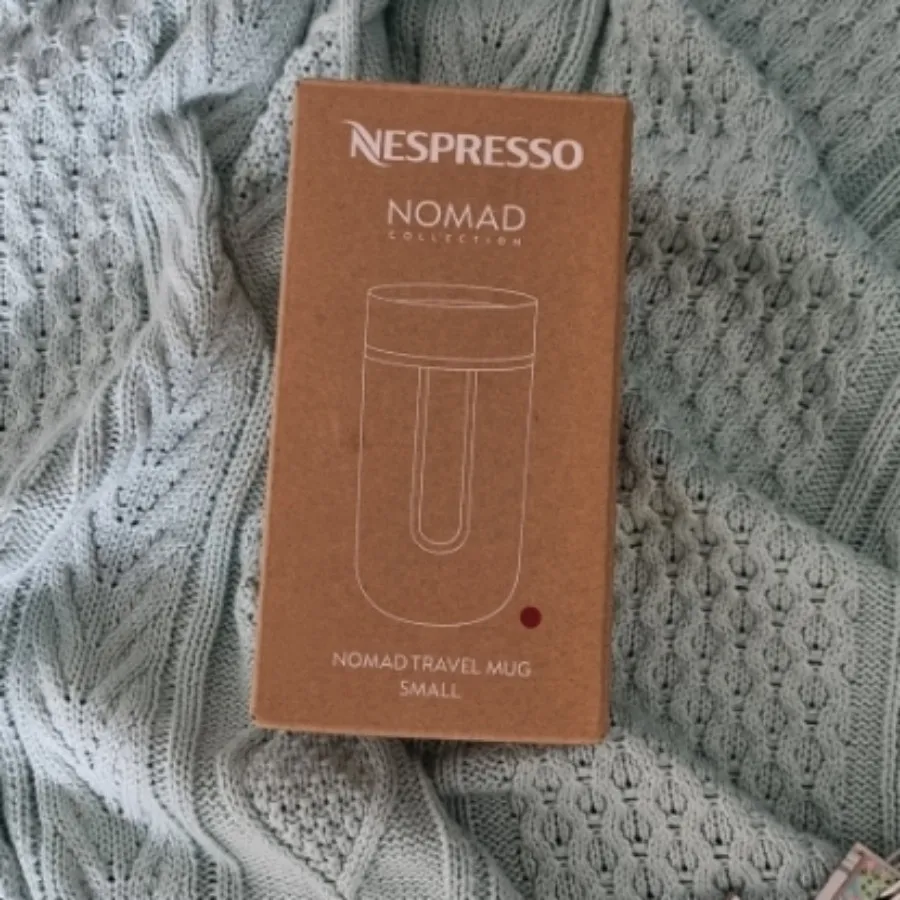 NESPRESSO
NOMAD
COLLECTION
NOMAD TRAVEL MUG
SMALL